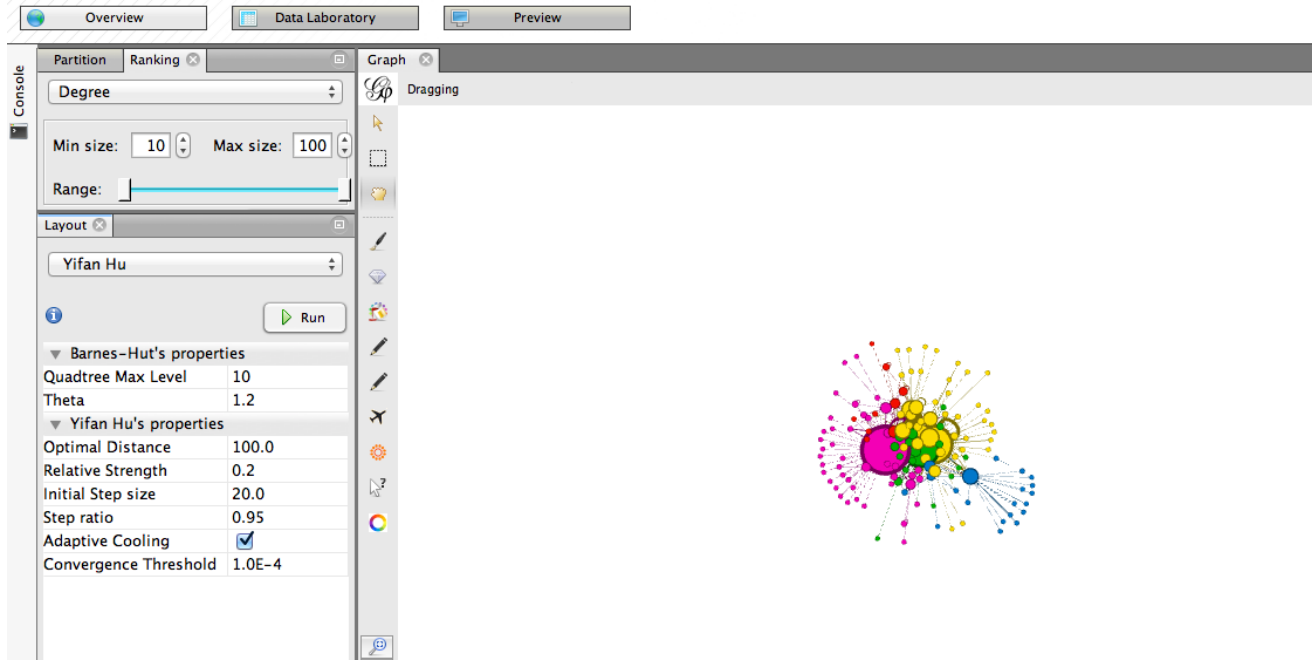 Overview Data Laboratory Preview
Console
Partition Ranking
Degree
Min size: 10 Max size: 100
Range:
Layout
Yifan Hu
Run
Barnes-Hut's properties
Quadtree Max Level 10
Theta 1.2
Yifan Hu's properties
Optimal Distance 100.0
Relative Strength 0.2
Initial Step size 20.0
Step ratio 0.95
Adaptive Cooling
Convergence Threshold 1.0E-4
Graph
Dragging